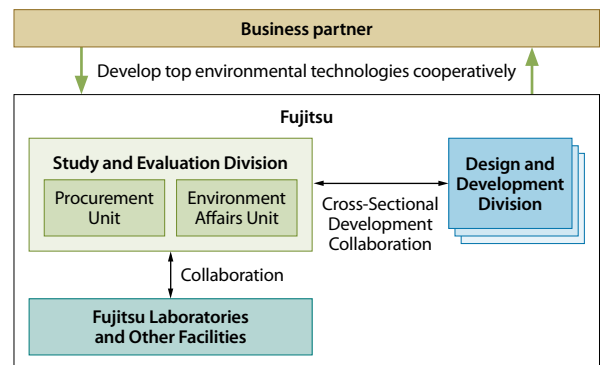 Business partner
Develop top environmental technologies cooperatively
Fujitsu
Study and Evaluation Division
Procurement
Unit
Environment
Affairs Unit
Cross-Sectional
Development
Collaboration
Design and
Development
Division
Collaboration
Fujitsu Laboratories
and Other Facilities